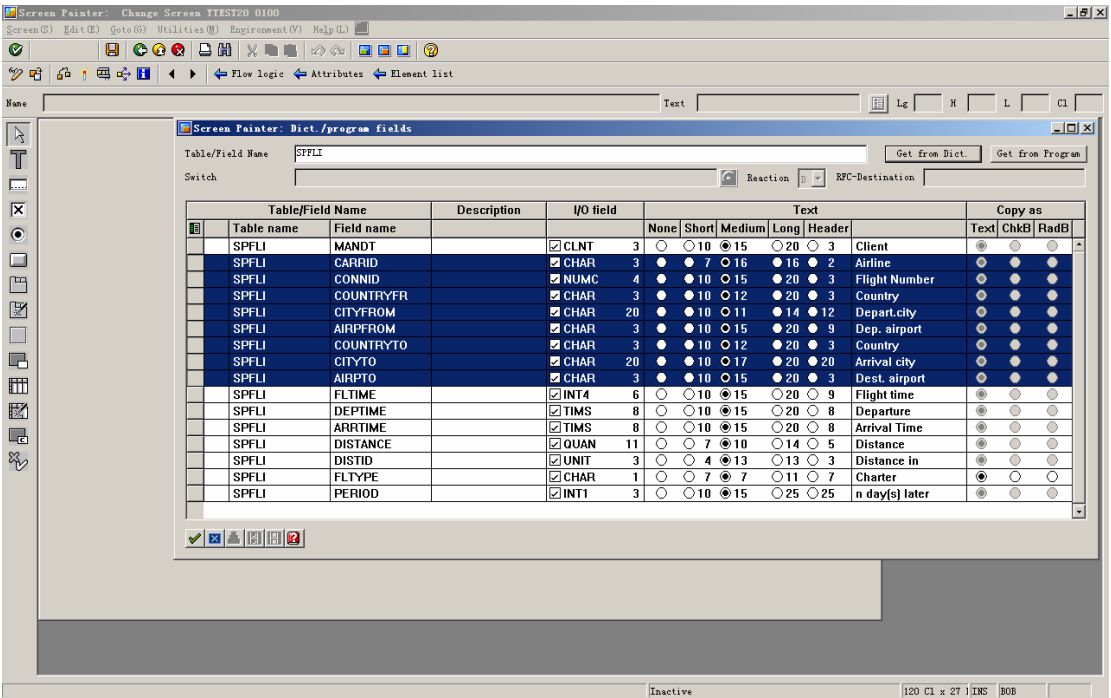 Screen Painter: Change Screen YTEST20 0100
Screen(S) Edit(E) Goto(G) Utilities(M) Environment(V) Help(L)
Flow logic Attributes Element list
Name Text Lg H L Cl
Screen Painter: Dict./program fields
Table/Field Name SPFLI Get from Dict. Get from Program
Switch Reaction D RFC-Destination
Table/Field Name Description I/O field Text Copy as
Table name Field name None Short Medium Long Header Text ChkB RadB
SPFLI MANDT CLNT 3 10 15 20 3 Client
SPFLI CARRID CHAR 3 7 16 16 2 Airline
SPFLI CONNID NUMC 4 10 15 20 3 Flight Number
SPFLI COUNTRYFR CHAR 3 10 12 20 3 Country
SPFLI CITYFROM CHAR 20 10 11 14 12 Depart.city
SPFLI AIRPFROM CHAR 3 10 15 20 9 Dep. airport
SPFLI COUNTRYTO CHAR 3 10 12 20 3 Country
SPFLI CITYTO CHAR 20 10 17 20 20 Arrival city
SPFLI AIRPTO CHAR 3 10 15 20 3 Dest. airport
SPFLI FLTIME INT4 6 10 15 20 9 Flight time
SPFLI DEPTIME TIMS 8 10 15 20 8 Departure
SPFLI ARRTIME TIMS 8 10 15 20 8 Arrival Time
SPFLI DISTANCE QUAN 11 7 10 14 5 Distance
SPFLI DISTID UNIT 3 4 13 13 3 Distance in
SPFLI FLTYPE CHAR 1 7 7 11 7 Charter
SPFLI PERIOD INT1 3 10 15 25 25 n day(s) later
Inactive 120 Cl x 27 INS BOB